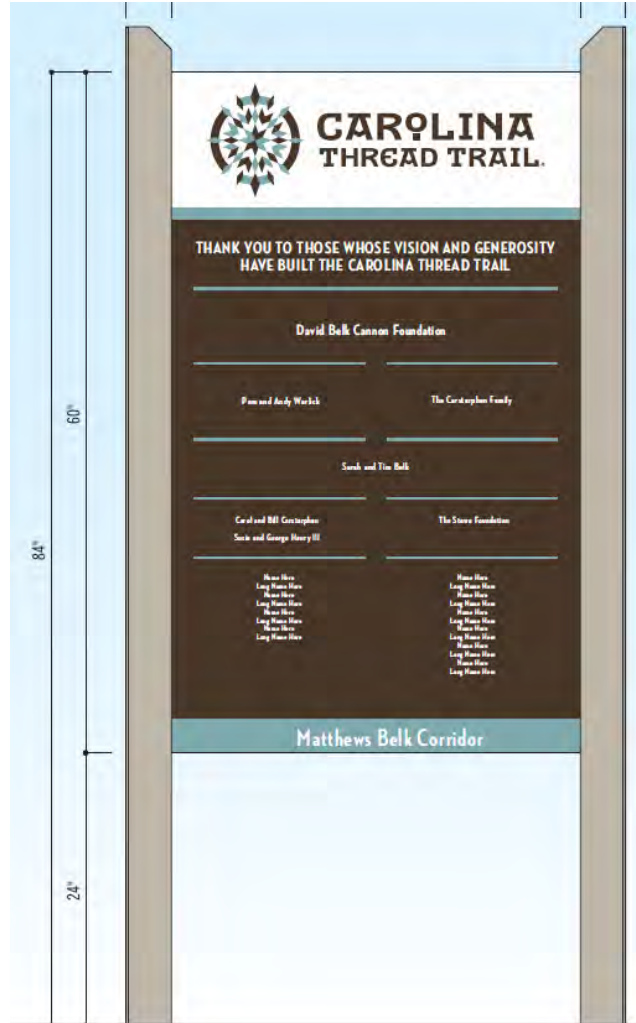 CAROLINA
THREAD TRAIL.
THANK YOU TO THOSE WHOSE VISION AND GENEROSITY
HAVE BUILT THE CAROLINA THREAD TRAIL
David Belk Cannon Foundation
Pam and Andy Warlick
The Carstarphen Family
Sarah and Tim Belk
Carol and Bill Carstarphen
Susie and George Henry III
The Stowe Foundation
Name Here
Long Name Here
Name Here
Long Name Here
Name Here
Long Name Here
Name Here
Long Name Here
Name Here
Long Name Here
Name Here
Long Name Here
Name Here
Long Name Here
Name Here
Long Name Here
Name Here
Long Name Here
Name Here
Long Name Here
Matthews Belk Corridor
60"
84"
24"